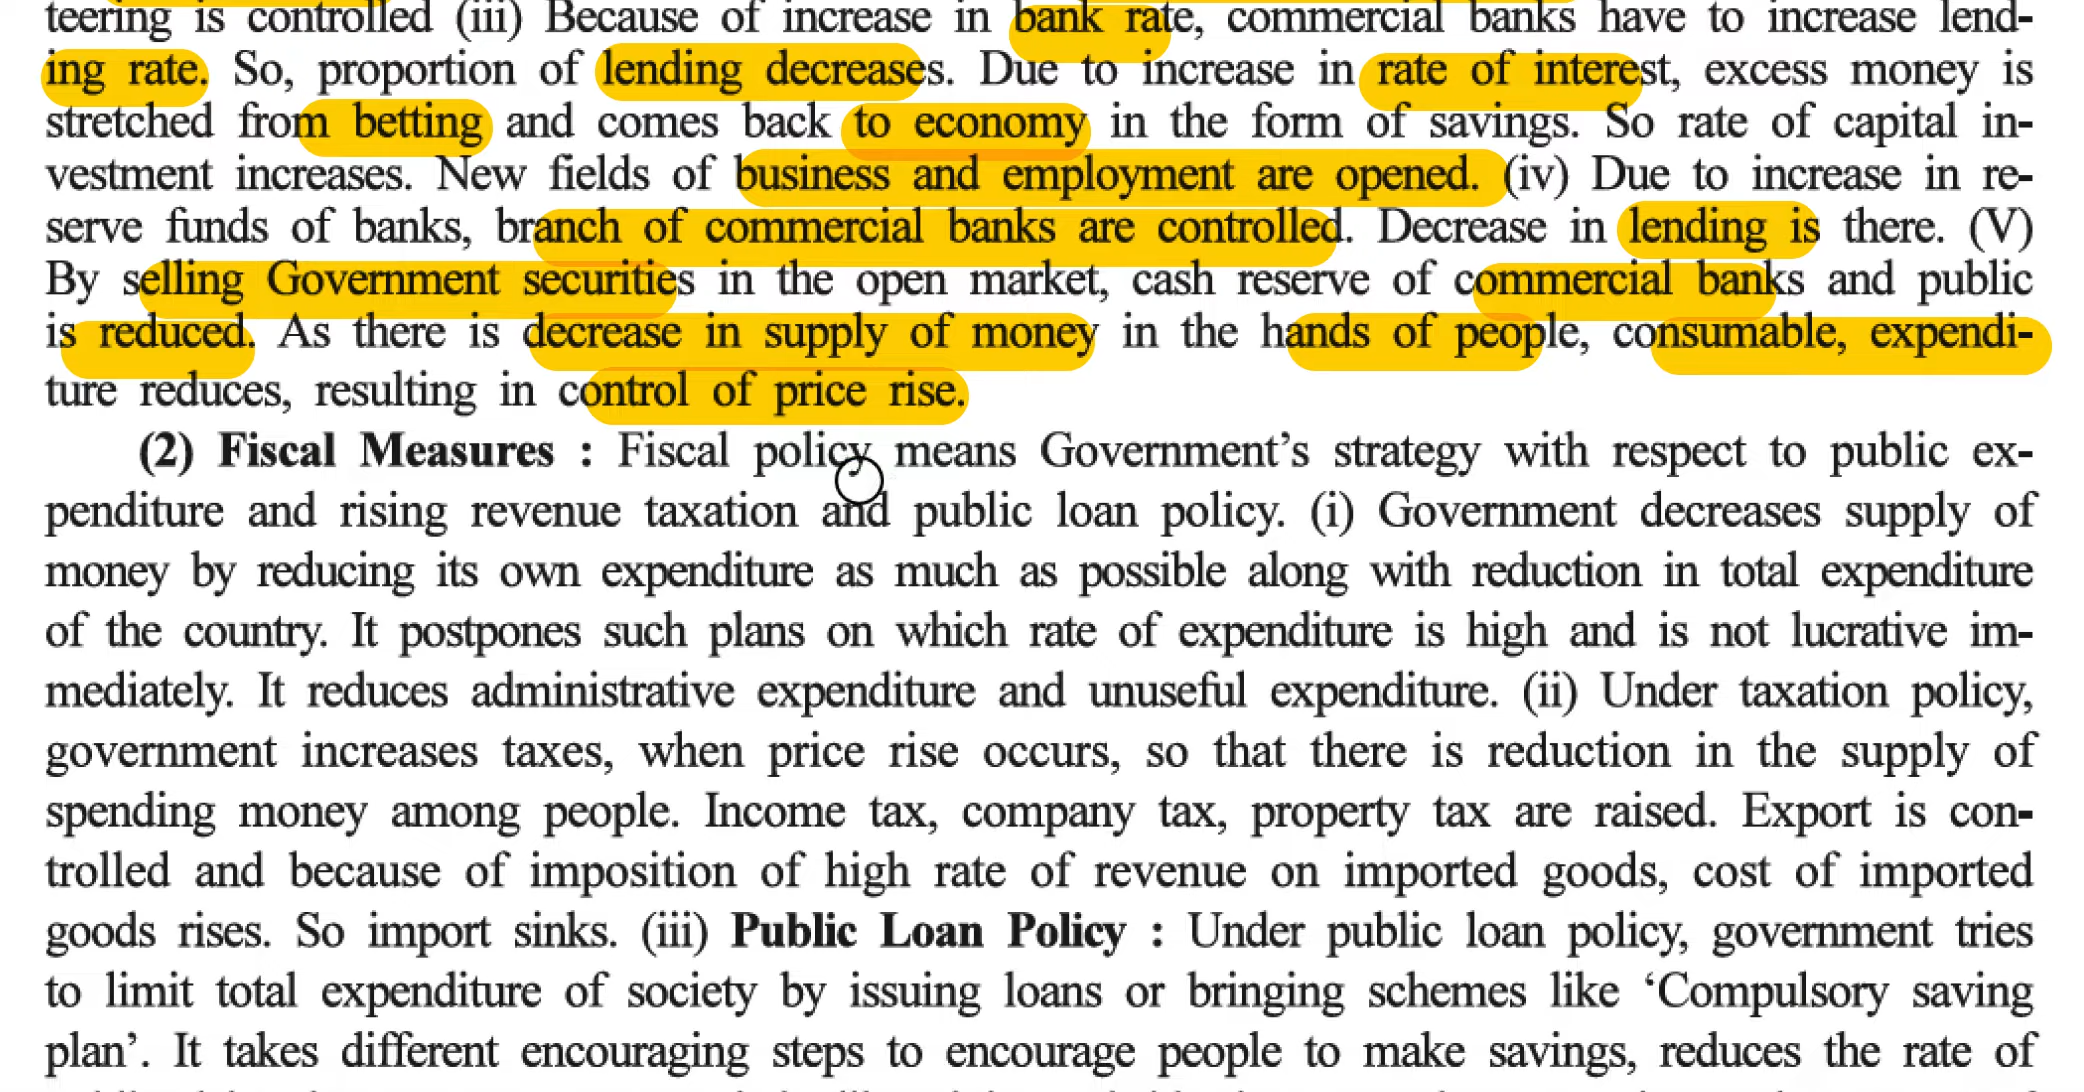 teering is controlled (iii) Because of increase in bank rate, commercial banks have to increase lend-
ing rate. So, proportion of lending decreases. Due to increase in rate of interest, excess money is
stretched from betting and comes back to economy in the form of savings. So rate of capital in-
vestment increases. New fields of business and employment are opened. (iv) Due to increase in re-
serve funds of banks, branch of commercial banks are controlled. Decrease in lending is there. (V)
By selling Government securities in the open market, cash reserve of commercial banks and public
is reduced. As there is decrease in supply of money in the hands of people, consumable, expendi-
ture reduces, resulting in control of price rise.
(2) Fiscal Measures : Fiscal policy means Government’s strategy with respect to public ex-
penditure and rising revenue taxation and public loan policy. (i) Government decreases supply of
money by reducing its own expenditure as much as possible along with reduction in total expenditure
of the country. It postpones such plans on which rate of expenditure is high and is not lucrative im-
mediately. It reduces administrative expenditure and unuseful expenditure. (ii) Under taxation policy,
government increases taxes, when price rise occurs, so that there is reduction in the supply of
spending money among people. Income tax, company tax, property tax are raised. Export is con-
trolled and because of imposition of high rate of revenue on imported goods, cost of imported
goods rises. So import sinks. (iii) Public Loan Policy : Under public loan policy, government tries
to limit total expenditure of society by issuing loans or bringing schemes like ‘Compulsory saving
plan’. It takes different encouraging steps to encourage people to make savings, reduces the rate of